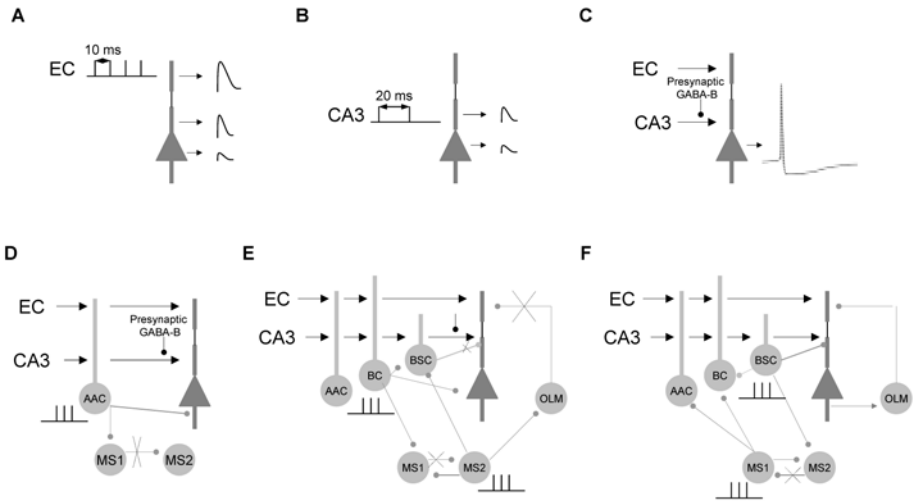 A
EC
10 ms
B
CA3
20 ms
C
EC
Presynaptic
GABA-B
CA3
D
EC
Presynaptic
GABA-B
CA3
AAC
MS1
MS2
E
EC
CA3
AAC
BC
BSC
OLM
MS1
MS2
F
EC
CA3
AAC
BC
BSC
OLM
MS1
MS2